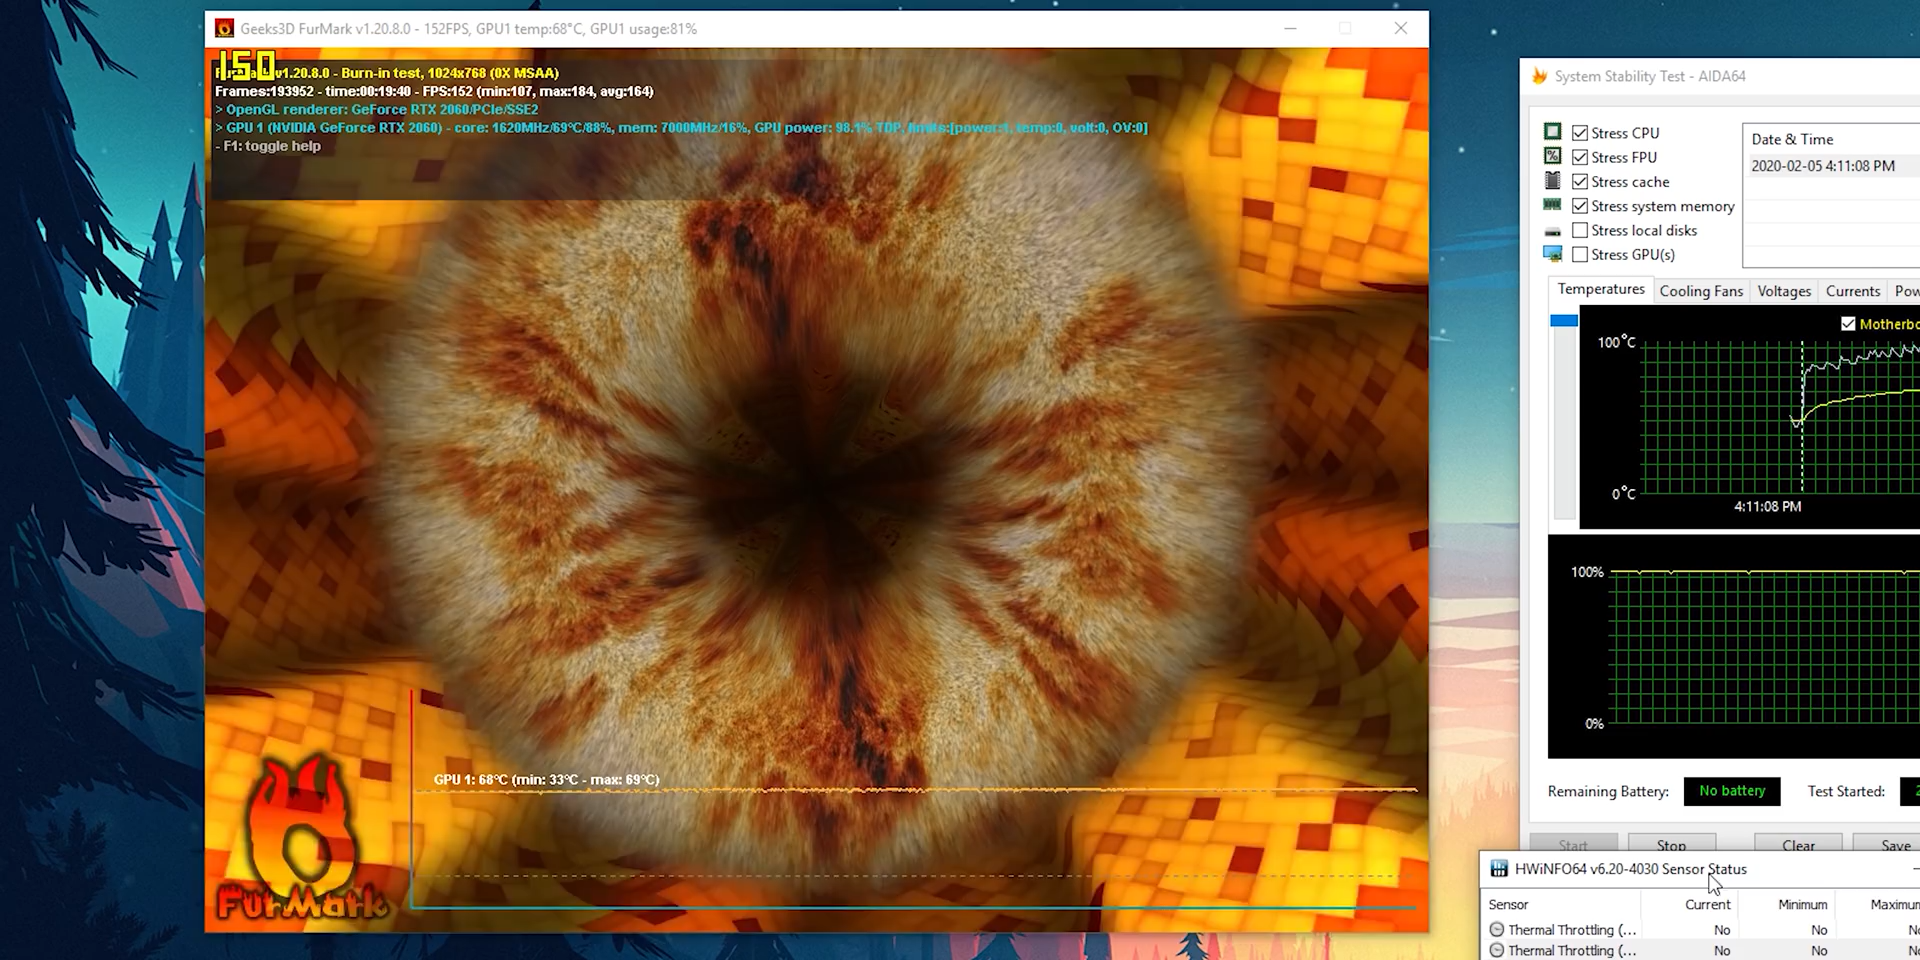 Geeks3D FurMark v1.20.8.0 - 152FPS, GPU1 temp:68°C, GPU1 usage:81%
150
v1.20.8.0 - Burn-in test, 1024x768 (0X MSAA)
Frames:193952 - time:00:19:40 - FPS:152 (min:107, max:184, avg:164)
> OpenGL renderer: GeForce RTX 2060/PCIe/SSE2
> GPU 1 (NVIDIA GeForce RTX 2060) - core: 1620MHz/69°C/88%, mem: 7000MHz/16%, GPU power: 98.1% TDP, limits:[power:1, temp:0, volt:0, OV:0]
- F1: toggle help
GPU 1: 68°C (min: 33°C - max: 69°C)
FurMark
System Stability Test - AIDA64
Stress CPU
Stress FPU
Stress cache
Stress system memory
Stress local disks
Stress GPU(s)
Date & Time
2020-02-05 4:11:08 PM
Temperatures Cooling Fans Voltages Currents Pow
Motherbo
100°C
0°C
4:11:08 PM
100%
0%
Remaining Battery: No battery Test Started: 2
Start Stop Clear Save
HWiNFO64 v6.20-4030 Sensor Status
Sensor Current Minimum Maximum
Thermal Throttling (... No No No
Thermal Throttling (... No No No